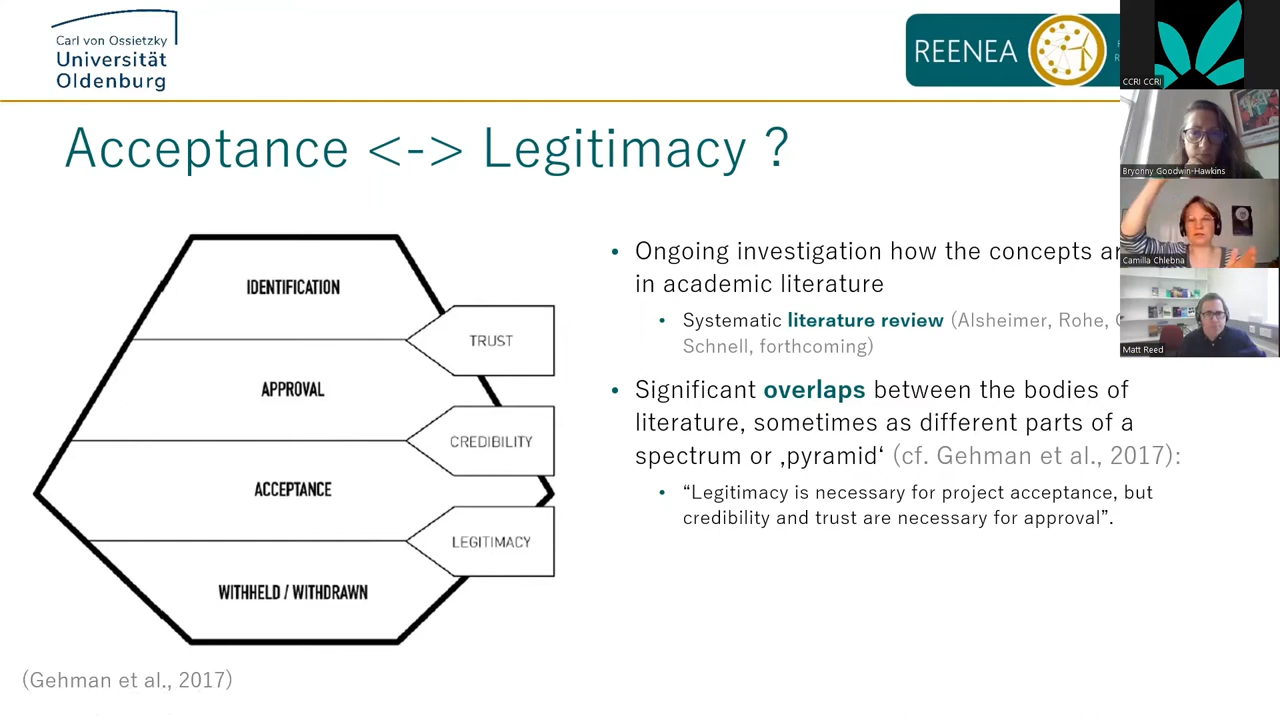 Carl von Ossietzky
Universität
Oldenburg
REENEA
CCRI CCRI
Bryonny Goodwin-Hawkins
Camilla Chlebna
Matt Reed
Acceptance <-> Legitimacy ?
IDENTIFICATION
TRUST
APPROVAL
CREDIBILITY
ACCEPTANCE
LEGITIMACY
WITHHELD / WITHDRAWN
(Gehman et al., 2017)
• Ongoing investigation how the concepts
in academic literature
• Systematic literature review (Alsheimer, Rohe,
Schnell, forthcoming)
• Significant overlaps between the bodies of
literature, sometimes as different parts of a
spectrum or ‚pyramid‘ (cf. Gehman et al., 2017):
• “Legitimacy is necessary for project acceptance, but
credibility and trust are necessary for approval”.